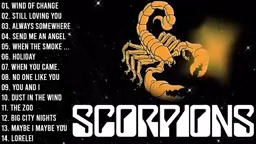 01. WIND OF CHANGE
02. STILL LOVING YOU
03. ALWAYS SOMEWHERE
04. SEND ME AN ANGEL
05. WHEN THE SMOKE ...
06. HOLIDAY
07. WHEN YOU CAME.
08. NO ONE LIKE YOU
09. YOU AND I
10. DUST IN THE WIND
11. THE ZOO
12. BIG CITY NIGHTS
13. MAYBE I MAYBE YOU
14. LORELEI
SCORPIONS